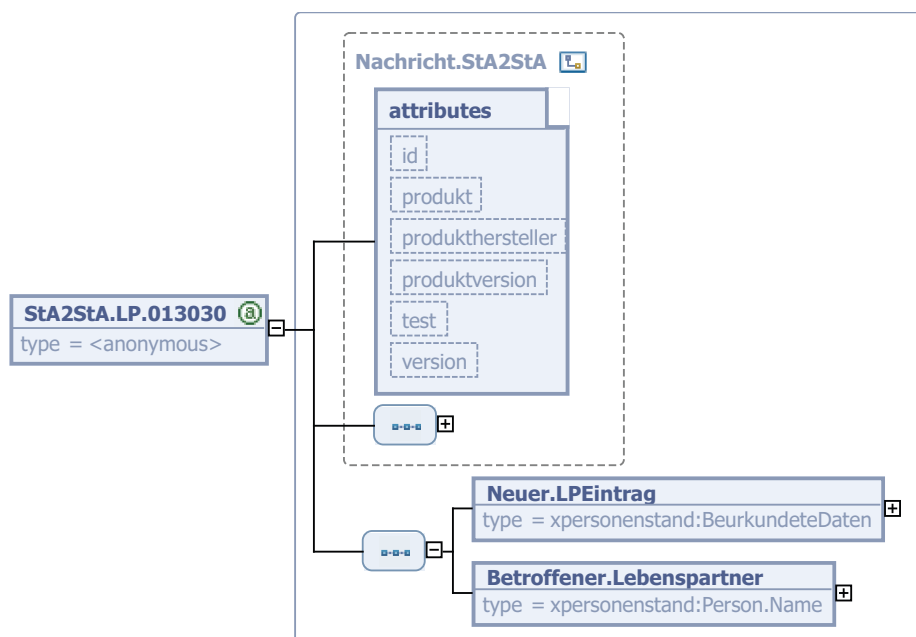 Nachricht.StA2StA
attributes
id
produkt
produkthersteller
produktversion
test
version
StA2StA.LP.013030 @
type = <anonymous>
Neuer.LPEintrag
type = xpersonenstand:BeurkundeteDaten
Betroffener.Lebenspartner
type = xpersonenstand:Person.Name